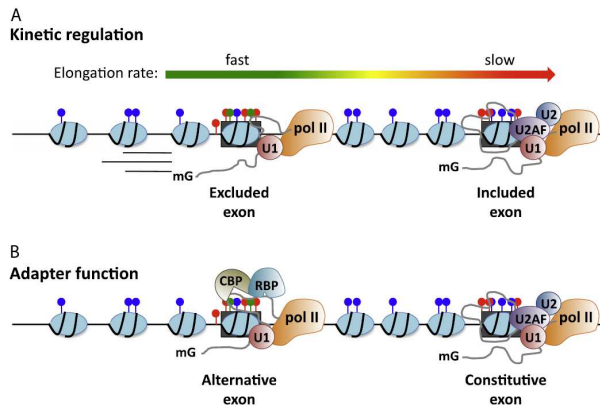 A
Kinetic regulation
Elongation rate:
fast
slow
mG
U1
pol II
U2AF
U1
U2
pol II
Excluded
exon
Included
exon
B
Adapter function
CBP
RBP
mG
U1
pol II
mG
U2AF
U1
U2
pol II
Alternative
exon
Constitutive
exon